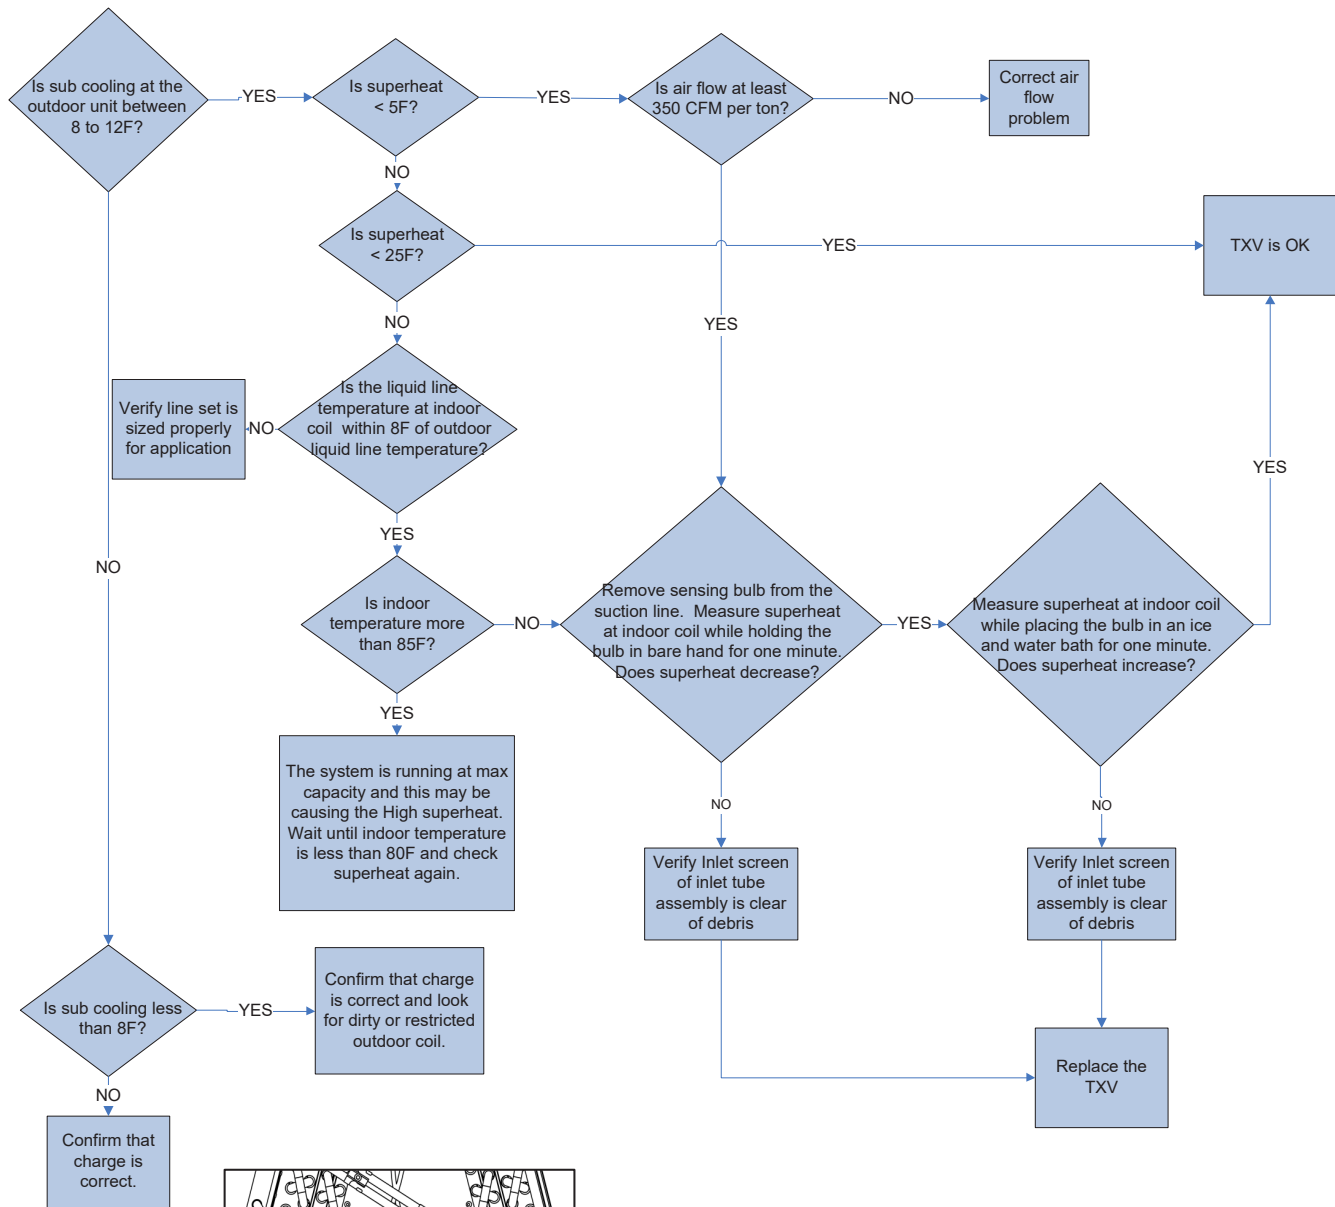 Is sub cooling at the
outdoor unit between
8 to 12F?
YES
Is superheat
< 5F?
YES
Is air flow at least
350 CFM per ton?
NO
Correct air
flow
problem
NO
Is superheat
< 25F?
YES
TXV is OK
NO
YES
Is the liquid line
temperature at indoor
coil within 8F of outdoor
liquid line temperature?
NO
Verify line set is
sized properly
for application
YES
YES
NO
Is indoor
temperature more
than 85F?
NO
Remove sensing bulb from the
suction line. Measure superheat
at indoor coil while holding the
bulb in bare hand for one minute.
Does superheat decrease?
YES
Measure superheat at indoor coil
while placing the bulb in an ice
and water bath for one minute.
Does superheat increase?
YES
The system is running at max
capacity and this may be
causing the High superheat.
Wait until indoor temperature
is less than 80F and check
superheat again.
NO
NO
Verify Inlet screen
of inlet tube
assembly is clear
of debris
Verify Inlet screen
of inlet tube
assembly is clear
of debris
Is sub cooling less
than 8F?
YES
Confirm that charge
is correct and look
for dirty or restricted
outdoor coil.
Replace the
TXV
NO
Confirm that
charge is
correct.